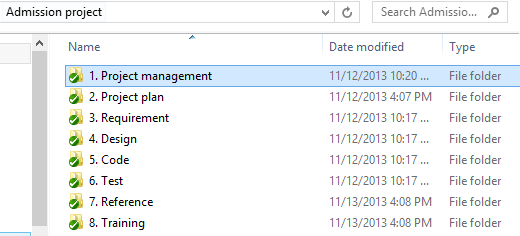 Admission project
Search Admissio...
Name Date modified Type
1. Project management 11/12/2013 10:20 ... File folder
2. Project plan 11/12/2013 4:07 PM File folder
3. Requirement 11/12/2013 10:17 ... File folder
4. Design 11/12/2013 10:17 ... File folder
5. Code 11/12/2013 10:17 ... File folder
6. Test 11/12/2013 10:17 ... File folder
7. Reference 11/13/2013 4:08 PM File folder
8. Training 11/13/2013 4:08 PM File folder